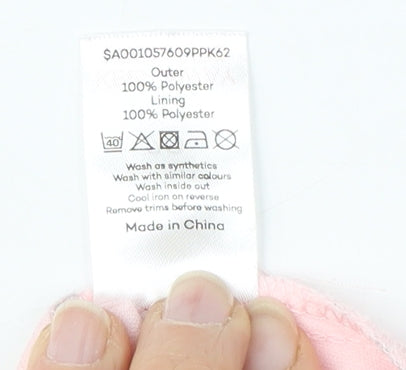 $A001057609PPK62
Outer
100% Polyester
Lining
100% Polyester
40
Wash as synthetics
Wash with similar colours
Wash inside out
Cool iron on reverse
Remove trims before washing
Made in China